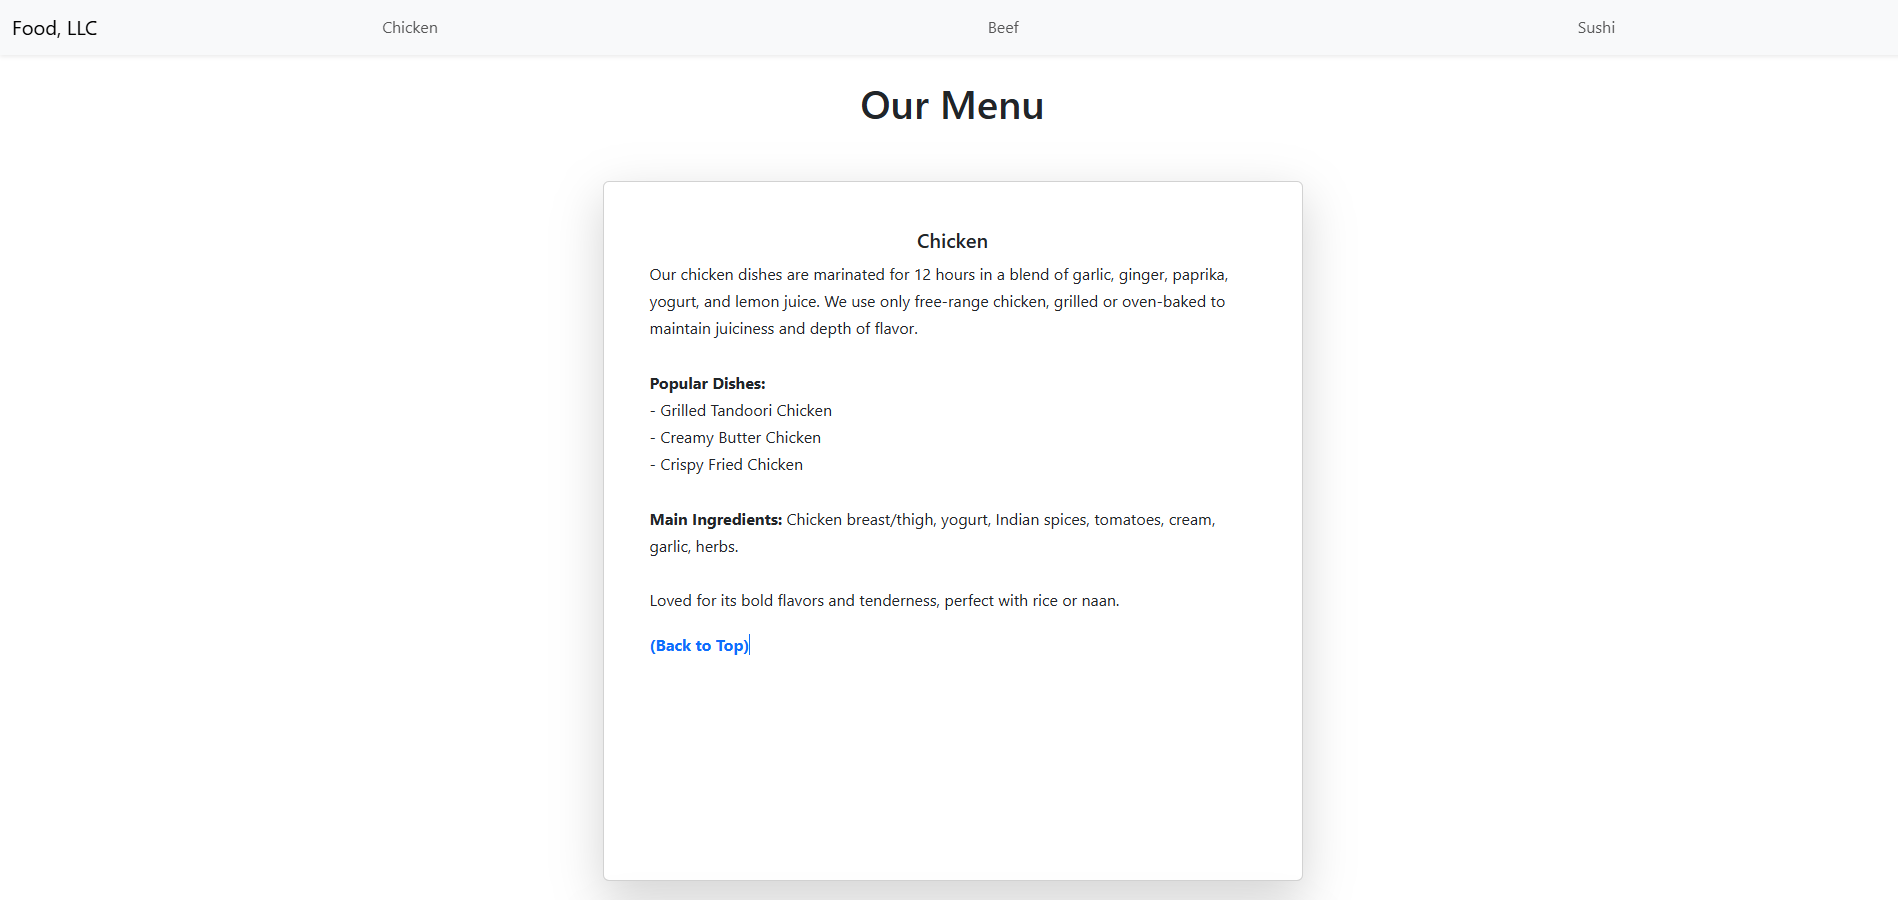 Food, LLC Chicken Beef Sushi
Our Menu
Chicken
Our chicken dishes are marinated for 12 hours in a blend of garlic, ginger, paprika,
yogurt, and lemon juice. We use only free-range chicken, grilled or oven-baked to
maintain juiciness and depth of flavor.
Popular Dishes:
- Grilled Tandoori Chicken
- Creamy Butter Chicken
- Crispy Fried Chicken
Main Ingredients: Chicken breast/thigh, yogurt, Indian spices, tomatoes, cream,
garlic, herbs.
Loved for its bold flavors and tenderness, perfect with rice or naan.
(Back to Top)